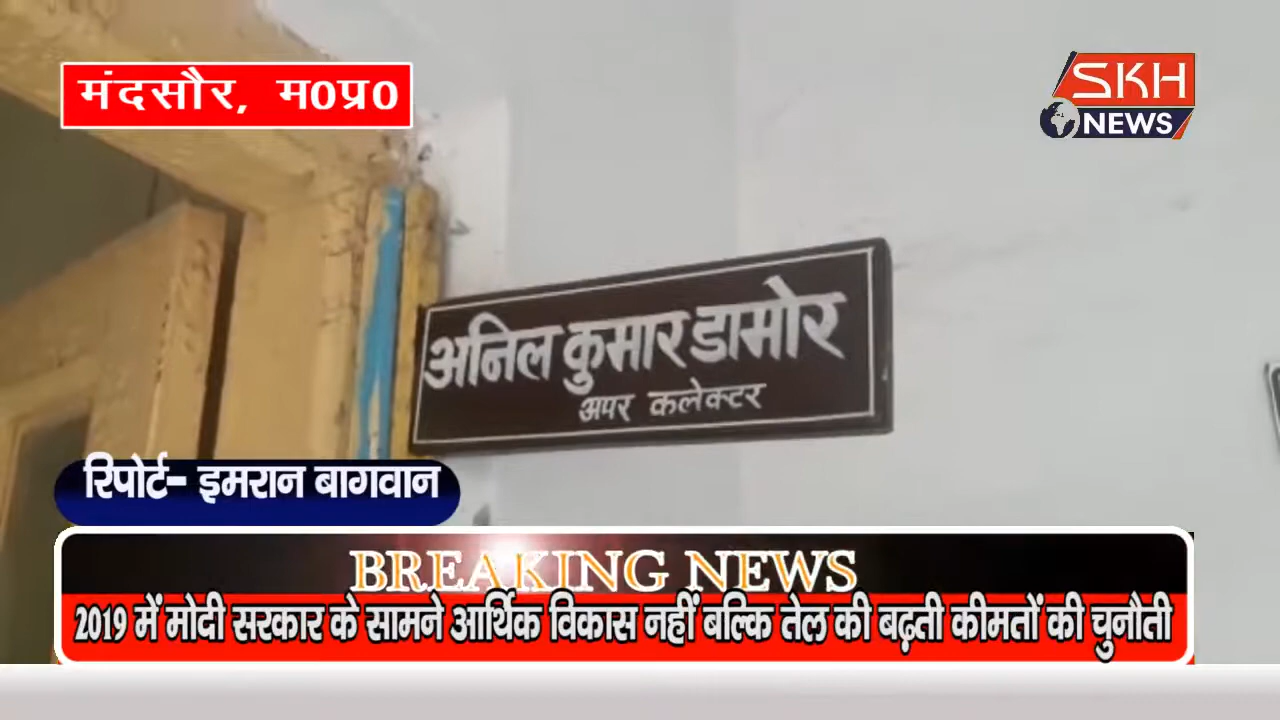 मंदसौर, म0प्र0
SKH
NEWS
अनिल कुमार डामोर
अपर कलेक्टर
रिपोर्ट- इमरान बागवान
BREAKING NEWS
2019 में मोदी सरकार के सामने आर्थिक विकास नहीं बल्कि तेल की बढ़ती कीमतों की चुनौती